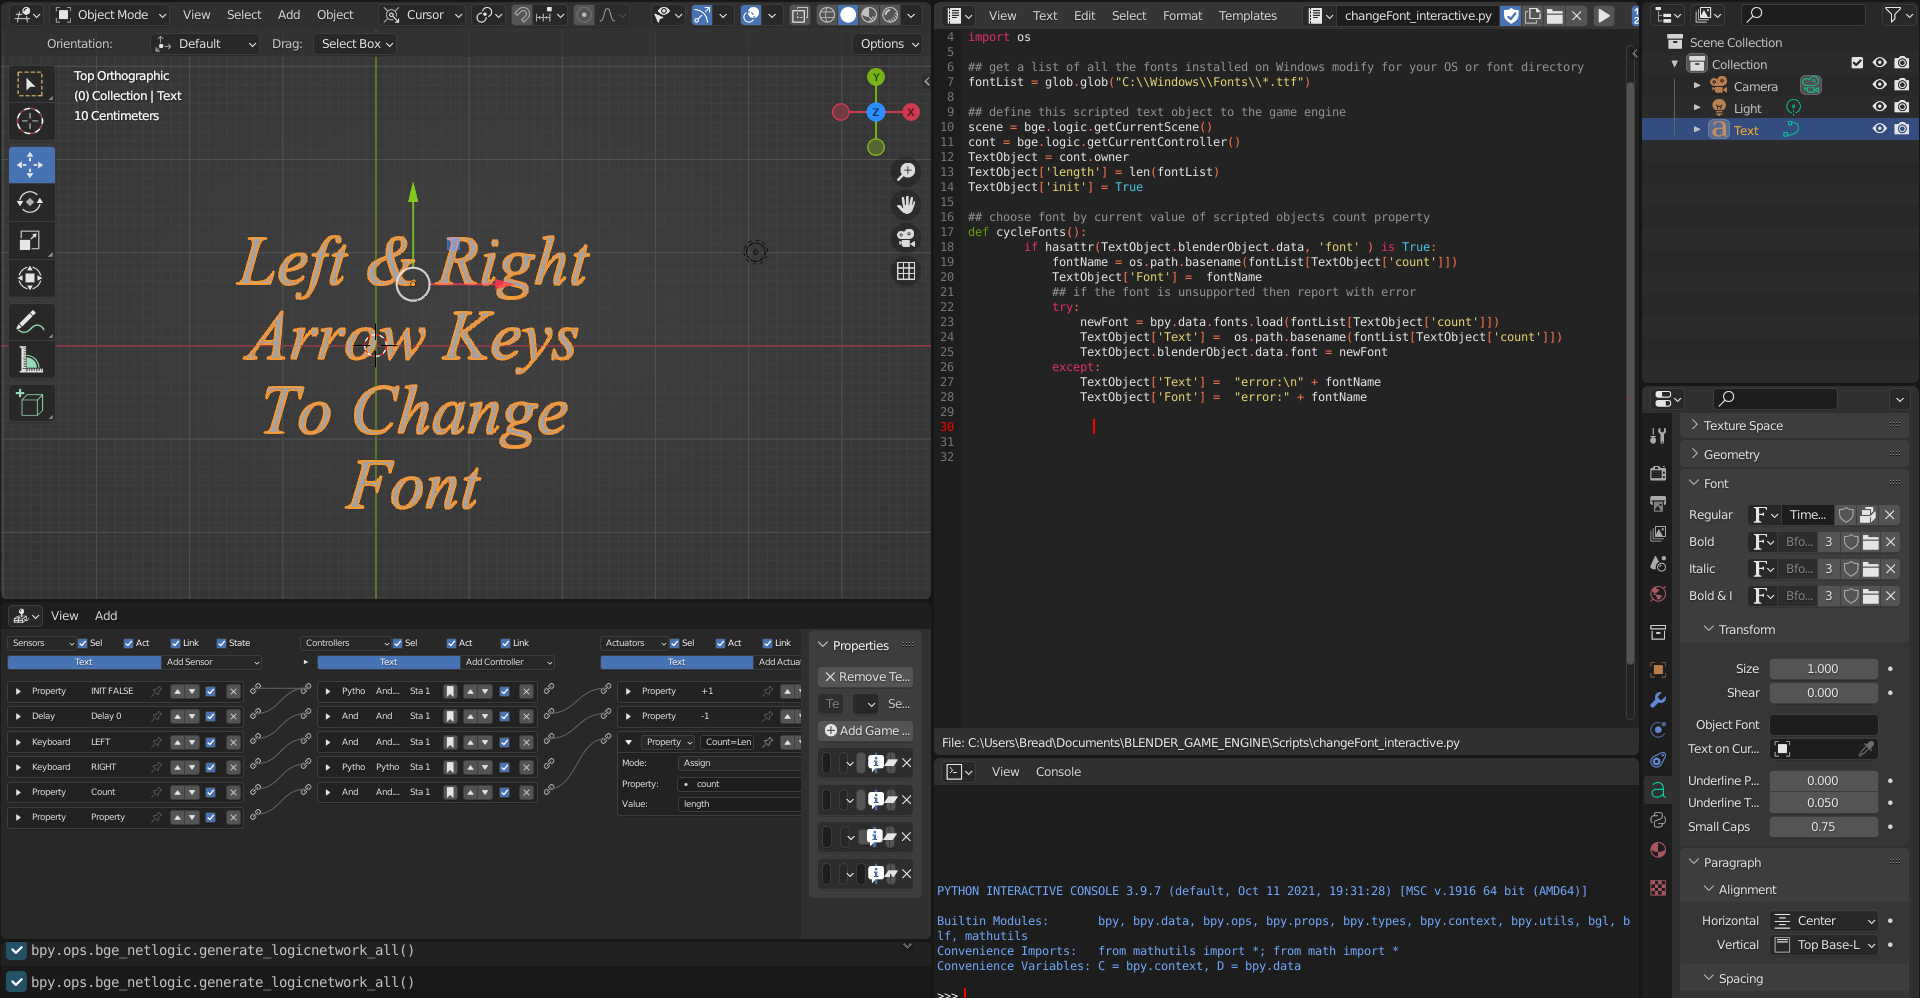 Object Mode View Select Add Object Cursor
Orientation: Default Drag: Select Box Options
Top Orthographic
(0) Collection | Text
10 Centimeters
Y
Z
X
Left & Right
Arrow Keys
To Change
Font
View Add
Sensors Sel Act Link State Controllers Sel Act Link Actuators Sel Act Link
Text Add Sensor Text Add Controller Text Add Actuat
Property INIT FALSE Pytho And... Sta 1 Property +1
Delay Delay 0 And And Sta 1 Property -1
Keyboard LEFT And And Sta 1 Property Count=Len
Keyboard RIGHT Pytho Pytho Sta 1 Mode: Assign
Property Count And And Sta 1 Property: count
Property Property Value: length
Properties
Remove Te...
Te Se...
Add Game ...
bpy.ops.bge_netlogic.generate_logicnetwork_all()
bpy.ops.bge_netlogic.generate_logicnetwork_all()
View Text Edit Select Format Templates changeFont_interactive.py
4 import os
5
6 ## get a list of all the fonts installed on Windows modify for your OS or font directory
7 fontList = glob.glob("C:\\Windows\\Fonts\\*.ttf")
8
9 ## define this scripted text object to the game engine
10 scene = bge.logic.getCurrentScene()
11 cont = bge.logic.getCurrentController()
12 TextObject = cont.owner
13 TextObject['length'] = len(fontList)
14 TextObject['init'] = True
15
16 ## choose font by current value of scripted objects count property
17 def cycleFonts():
18 if hasattr(TextObject.blenderObject.data, 'font' ) is True:
19 fontName = os.path.basename(fontList[TextObject['count']])
20 TextObject['Font'] =  fontName
21 ## if the font is unsupported then report with error
22 try:
23 newFont = bpy.data.fonts.load(fontList[TextObject['count']])
24 TextObject['Text'] =  os.path.basename(fontList[TextObject['count']])
25 TextObject.blenderObject.data.font = newFont
26 except:
27 TextObject['Text'] =  "error:\n" + fontName
28 TextObject['Font'] =  "error:" + fontName
29
30
31
32
File: C:\Users\Bread\Documents\BLENDER_GAME_ENGINE\Scripts\changeFont_interactive.py
View Console
PYTHON INTERACTIVE CONSOLE 3.9.7 (default, Oct 11 2021, 19:31:28) [MSC v.1916 64 bit (AMD64)]
Builtin Modules: bpy, bpy.data, bpy.ops, bpy.props, bpy.types, bpy.context, bpy.utils, bgl, b
lf, mathutils
Convenience Imports: from mathutils import *; from math import *
Convenience Variables: C = bpy.context, D = bpy.data
>>>
Scene Collection
Collection
Camera
Light
Text
Texture Space
Geometry
Font
Regular Time...
Bold Bfo... 3
Italic Bfo... 3
Bold & I Bfo... 3
Transform
Size 1.000
Shear 0.000
Object Font
Text on Cur...
Underline P... 0.000
Underline T... 0.050
Small Caps 0.75
Paragraph
Alignment
Horizontal Center
Vertical Top Base-L
Spacing